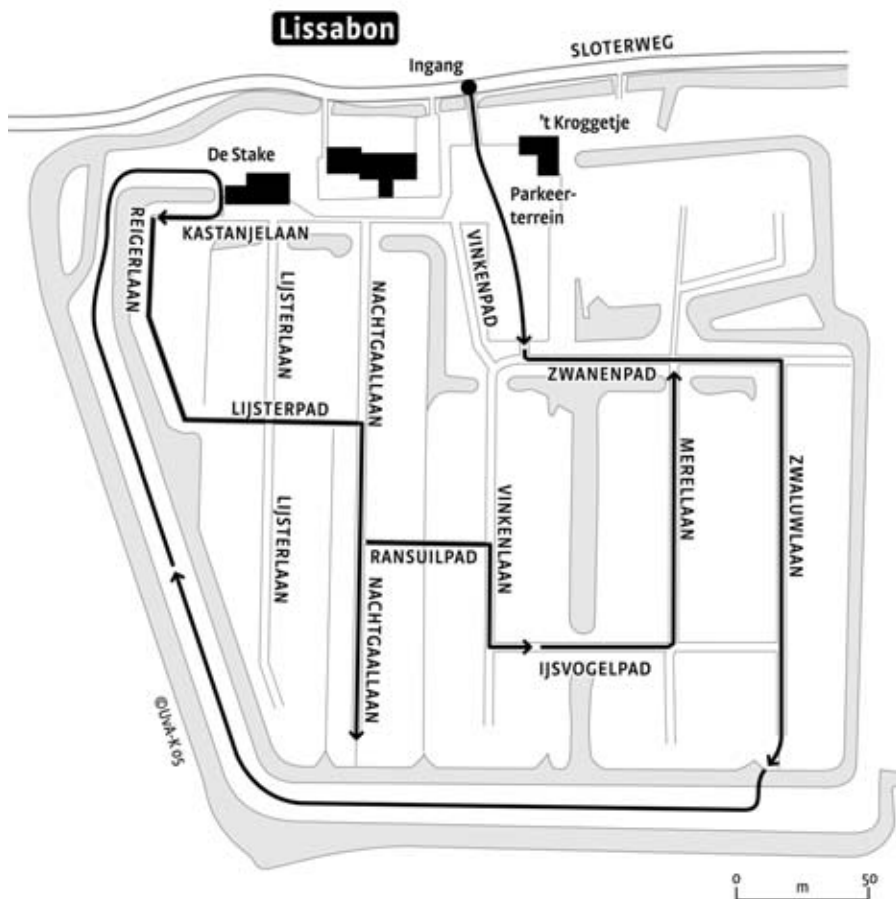 Lissabon
SLOTERWEG
Ingang
't Kroggetje
De Stake
Parkeer-
terrein
KASTANJELAAN
REIGERLAAN
VINKENPAD
LIJSTERLAAN
NACHTGAALLAAN
ZWANENPAD
LIJSTERPAD
MERELLAAN
ZWALUWLAAN
LIJSTERLAAN
VINKENLAAN
RANSUILPAD
NACHTGAALLAAN
IJSVOGELPAD
©UVA-K 05
0 50
m